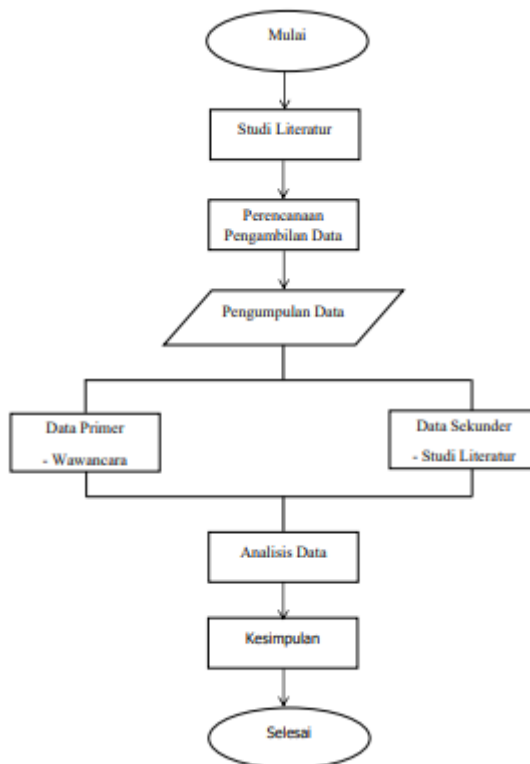 Mulai
Studi Literatur
Perencanaan
Pengambilan Data
Pengumpulan Data
Data Primer
- Wawancara
Data Sekunder
- Studi Literatur
Analisis Data
Kesimpulan
Selesai